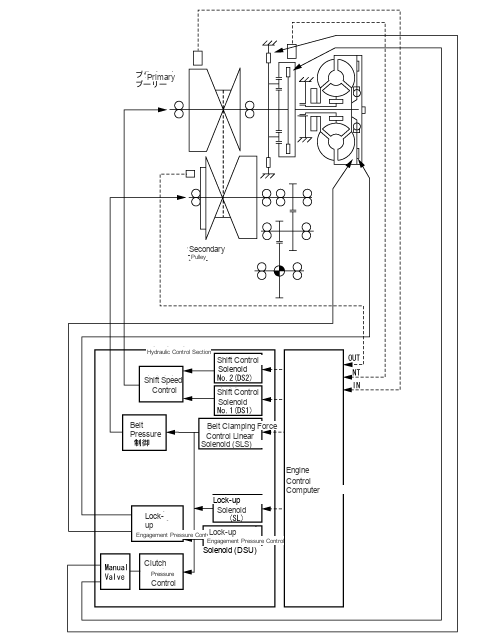 Primary
プーリー
Secondary
Pulley
OUT
NT
IN
Hydraulic Control Section
Shift Control
Solenoid
No. 2 (DS2)
Shift Speed
Control
Shift Control
Solenoid
No. 1 (DS1)
Belt
Pressure
制御
Belt Clamping Force
Control Linear
Solenoid (SLS)
Engine
Control
Computer
Lock-up
Solenoid
(SL)
Lock-
up
Engagement Pressure Cont
Lock-up
Engagement Pressure Control
Solenoid (DSU)
Manual
Valve
Clutch
Pressure
Control